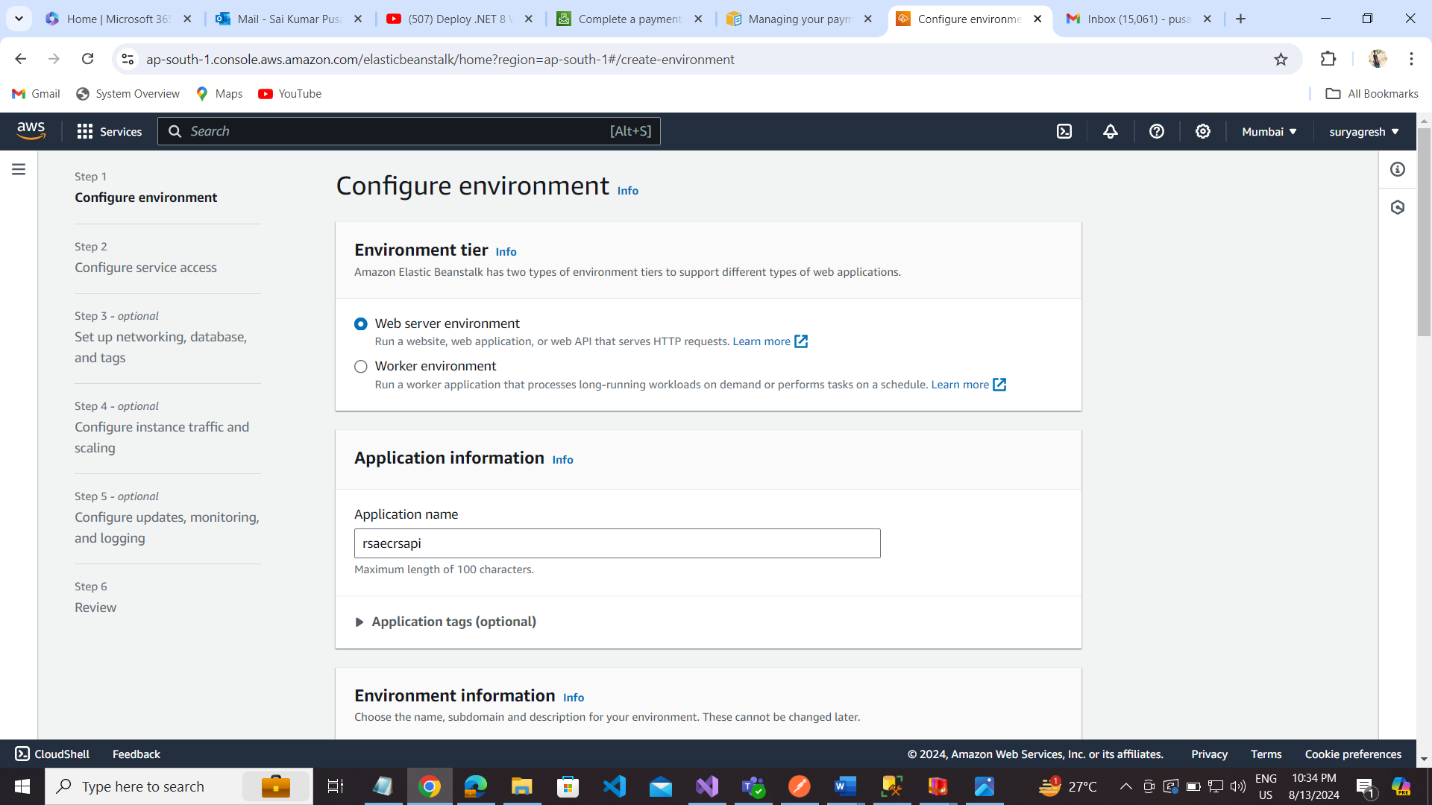 Home | Microsoft 365
Mail - Sai Kumar Pusa
(507) Deploy .NET 8
Complete a payment
Managing your paym
Configure environme
Inbox (15,061) - pusa
ap-south-1.console.aws.amazon.com/elasticbeanstalk/home?region=ap-south-1#/create-environment
Gmail
System Overview
Maps
YouTube
All Bookmarks
aws
Services
Search
[Alt+S]
Mumbai
suryagresh
Step 1
Configure environment
Step 2
Configure service access
Step 3 - optional
Set up networking, database,
and tags
Step 4 - optional
Configure instance traffic and
scaling
Step 5 - optional
Configure updates, monitoring,
and logging
Step 6
Review
Configure environment Info
Environment tier Info
Amazon Elastic Beanstalk has two types of environment tiers to support different types of web applications.
Web server environment
Run a website, web application, or web API that serves HTTP requests. Learn more
Worker environment
Run a worker application that processes long-running workloads on demand or performs tasks on a schedule. Learn more
Application information Info
Application name
rsaecrsapi
Maximum length of 100 characters.
Application tags (optional)
Environment information Info
Choose the name, subdomain and description for your environment. These cannot be changed later.
CloudShell
Feedback
© 2024, Amazon Web Services, Inc. or its affiliates.
Privacy
Terms
Cookie preferences
Type here to search
27°C
ENG
US
10:34 PM
8/13/2024